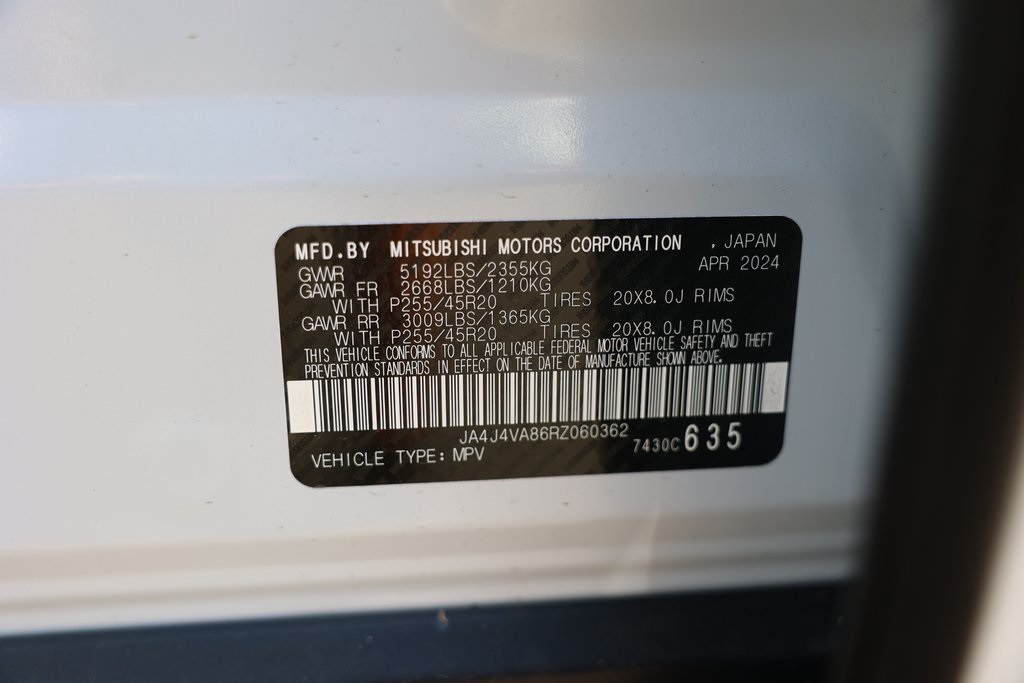 MFD.BY MITSUBISHI MOTORS CORPORATION , JAPAN
APR 2024
GWWR 5192LBS/2355KG
GAWR FR 2668LBS/1210KG
WITH P255/45R20 TIRES 20X8.0J RIMS
GAWR RR 3009LBS/1365KG
WITH P255/45R20 TIRES 20X8.0J RIMS
THIS VEHICLE CONFORMS TO ALL APPLICABLE FEDERAL MOTOR VEHICLE SAFETY AND THEFT
PREVENTION STANDARDS IN EFFECT ON THE DATE OF MANUFACTURE SHOWN ABOVE.
JA4J4VA86RZ060362
7430C 635
VEHICLE TYPE: MPV